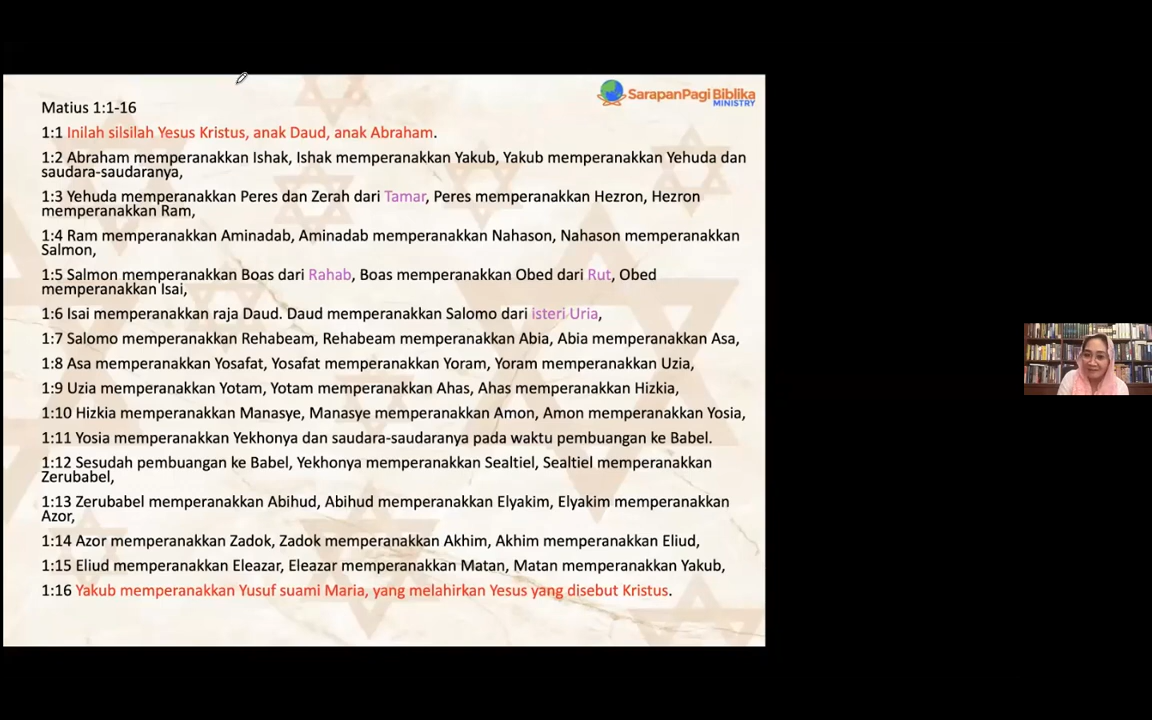 SarapanPagi Biblika
MINISTRY
Matius 1:1-16
1:1 Inilah silsilah Yesus Kristus, anak Daud, anak Abraham.
1:2 Abraham memperanakkan Ishak, Ishak memperanakkan Yakub, Yakub memperanakkan Yehuda dan
saudara-saudaranya,
1:3 Yehuda memperanakkan Peres dan Zerah dari Tamar, Peres memperanakkan Hezron, Hezron
memperanakkan Ram,
1:4 Ram memperanakkan Aminadab, Aminadab memperanakkan Nahason, Nahason memperanakkan
Salmon,
1:5 Salmon memperanakkan Boas dari Rahab, Boas memperanakkan Obed dari Rut, Obed
memperanakkan Isai,
1:6 Isai memperanakkan raja Daud. Daud memperanakkan Salomo dari isteri Uria,
1:7 Salomo memperanakkan Rehabeam, Rehabeam memperanakkan Abia, Abia memperanakkan Asa,
1:8 Asa memperanakkan Yosafat, Yosafat memperanakkan Yoram, Yoram memperanakkan Uzia,
1:9 Uzia memperanakkan Yotam, Yotam memperanakkan Ahas, Ahas memperanakkan Hizkia,
1:10 Hizkia memperanakkan Manasye, Manasye memperanakkan Amon, Amon memperanakkan Yosia,
1:11 Yosia memperanakkan Yekhonya dan saudara-saudaranya pada waktu pembuangan ke Babel.
1:12 Sesudah pembuangan ke Babel, Yekhonya memperanakkan Sealtiel, Sealtiel memperanakkan
Zerubabel,
1:13 Zerubabel memperanakkan Abihud, Abihud memperanakkan Elyakim, Elyakim memperanakkan
Azor,
1:14 Azor memperanakkan Zadok, Zadok memperanakkan Akhim, Akhim memperanakkan Eliud,
1:15 Eliud memperanakkan Eleazar, Eleazar memperanakkan Matan, Matan memperanakkan Yakub,
1:16 Yakub memperanakkan Yusuf suami Maria, yang melahirkan Yesus yang disebut Kristus.